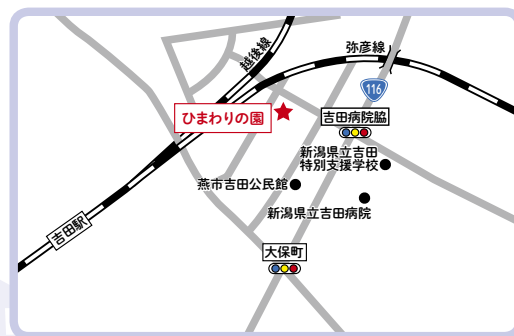 越後線
弥彦線
116
ひまわりの園
吉田病院脇
新潟県立吉田
特別支援学校
燕市吉田公民館
新潟県立吉田病院
吉田駅
大保町